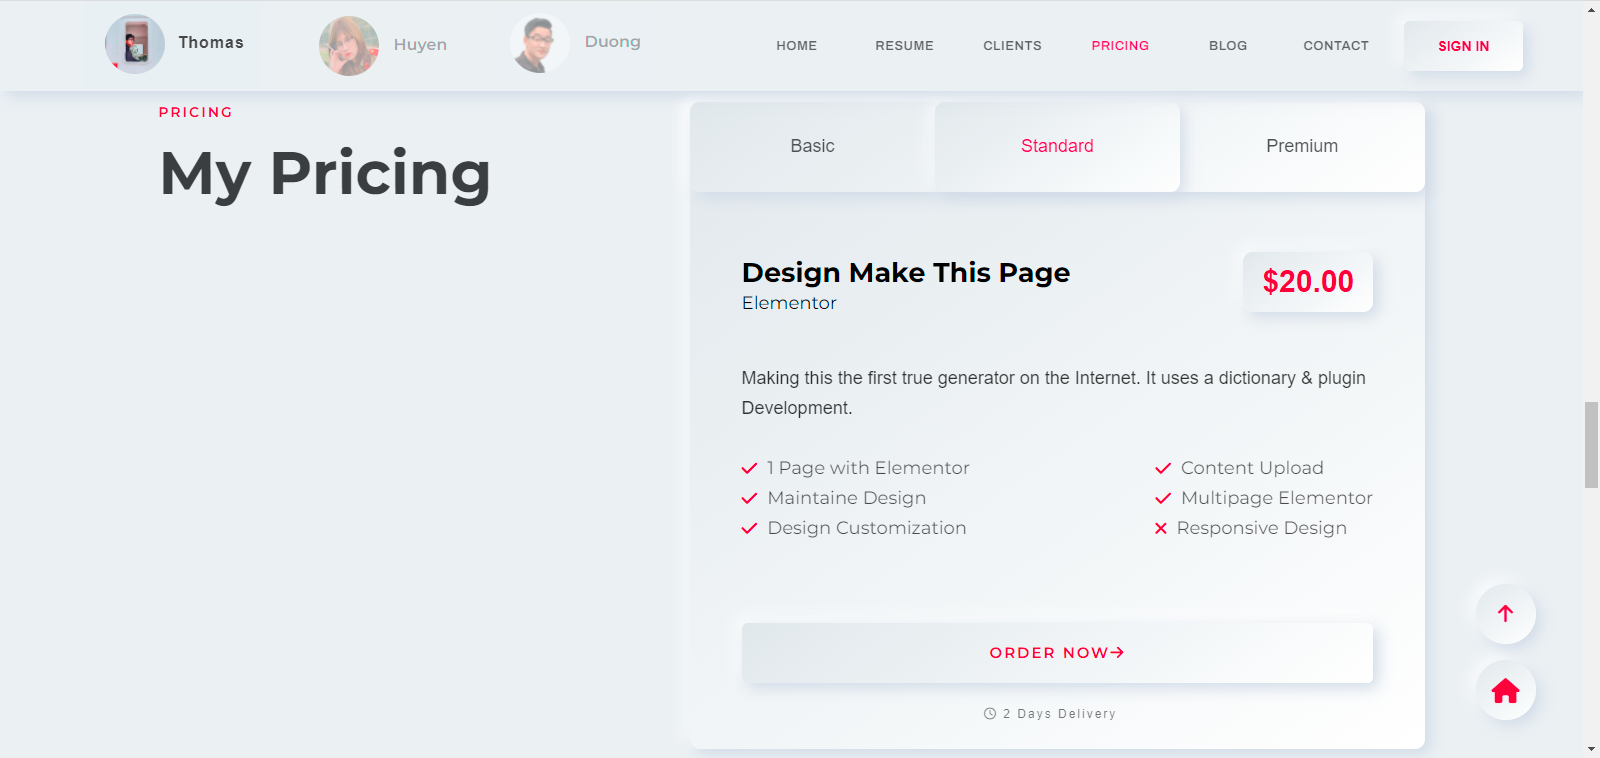 Thomas
Huyen
Duong
HOME
RESUME
CLIENTS
PRICING
BLOG
CONTACT
SIGN IN
PRICING
My Pricing
Basic
Standard
Premium
Design Make This Page
$20.00
Elementor
Making this the first true generator on the Internet. It uses a dictionary & plugin
Development.
1 Page with Elementor
Maintaine Design
Design Customization
Content Upload
Multipage Elementor
Responsive Design
ORDER NOW
2 Days Delivery